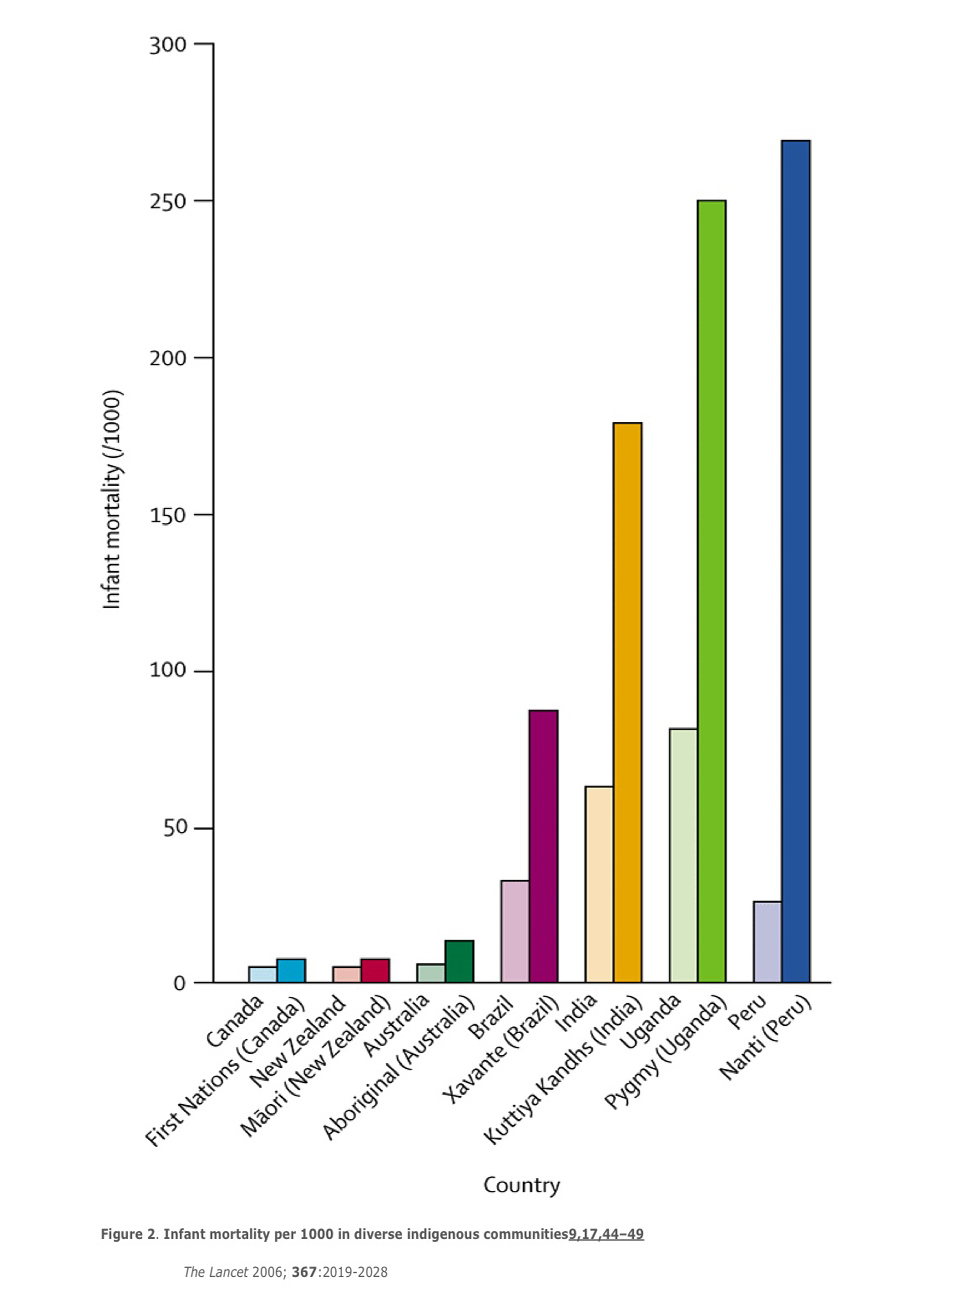 300
250
200
150
100
50
0
Infant mortality (/1000)
Canada
First Nations (Canada)
New Zealand
Māori (New Zealand)
Australia
Aboriginal (Australia)
Brazil
Xavante (Brazil)
India
Kuttiya Kandhs (India)
Uganda
Pygmy (Uganda)
Peru
Nanti (Peru)
Country
Figure 2. Infant mortality per 1000 in diverse indigenous communities9,17,44–49
The Lancet 2006; 367:2019-2028